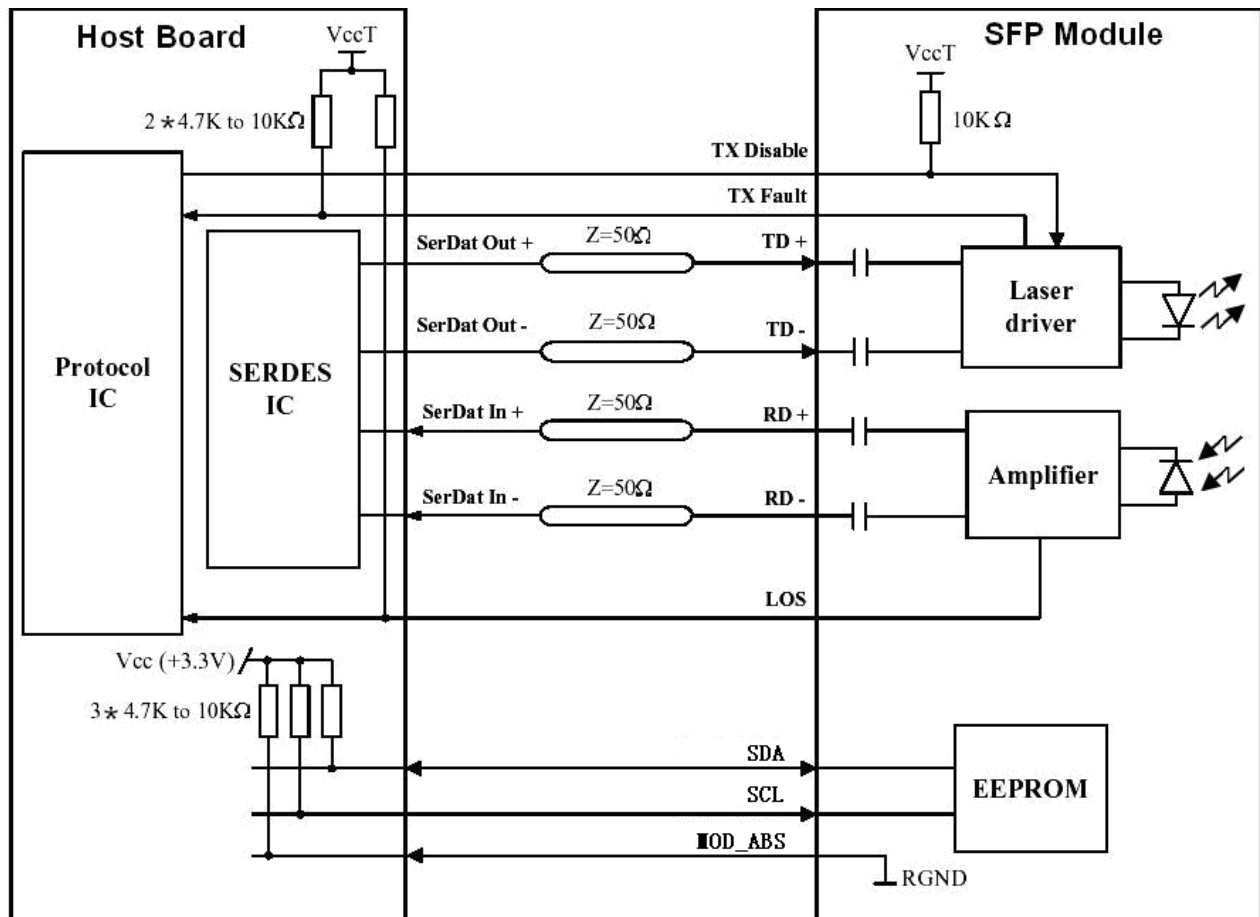 Host Board
SFP Module
VccT
VccT
2*4.7K to 10KΩ
10KΩ
TX Disable
TX Fault
SerDat Out +
Z=50Ω
TD +
SerDat Out -
Z=50Ω
TD -
Laser
driver
Protocol
IC
SERDES
IC
SerDat In +
Z=50Ω
RD +
SerDat In -
Z=50Ω
RD -
Amplifier
LOS
Vcc (+3.3V)
3*4.7K to 10KΩ
SDA
SCL
MOD_ABS
EEPROM
RGND